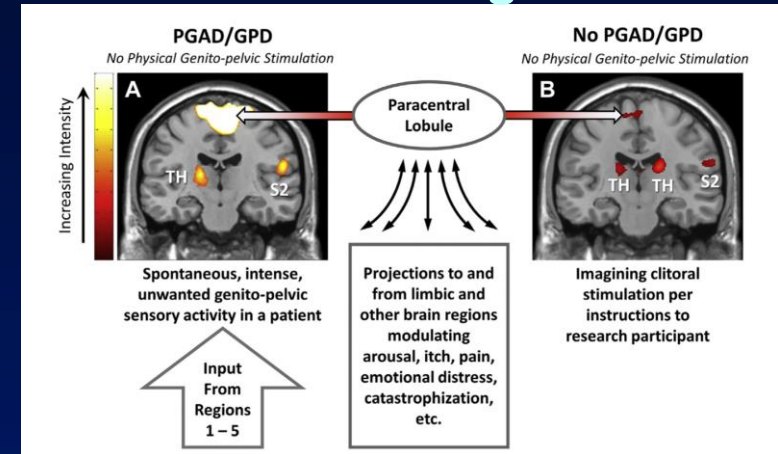 PGAD/GPD
No Physical Genito-pelvic Stimulation
Increasing Intensity
A
TH
S2
Spontaneous, intense,
unwanted genito-pelvic
sensory activity in a patient
Input
From
Regions
1 – 5
Paracentral
Lobule
Projections to and
from limbic and
other brain regions
modulating
arousal, itch, pain,
emotional distress,
catastrophization,
etc.
No PGAD/GPD
No Physical Genito-pelvic Stimulation
B
TH
TH
S2
Imagining clitoral
stimulation per
instructions to
research participant